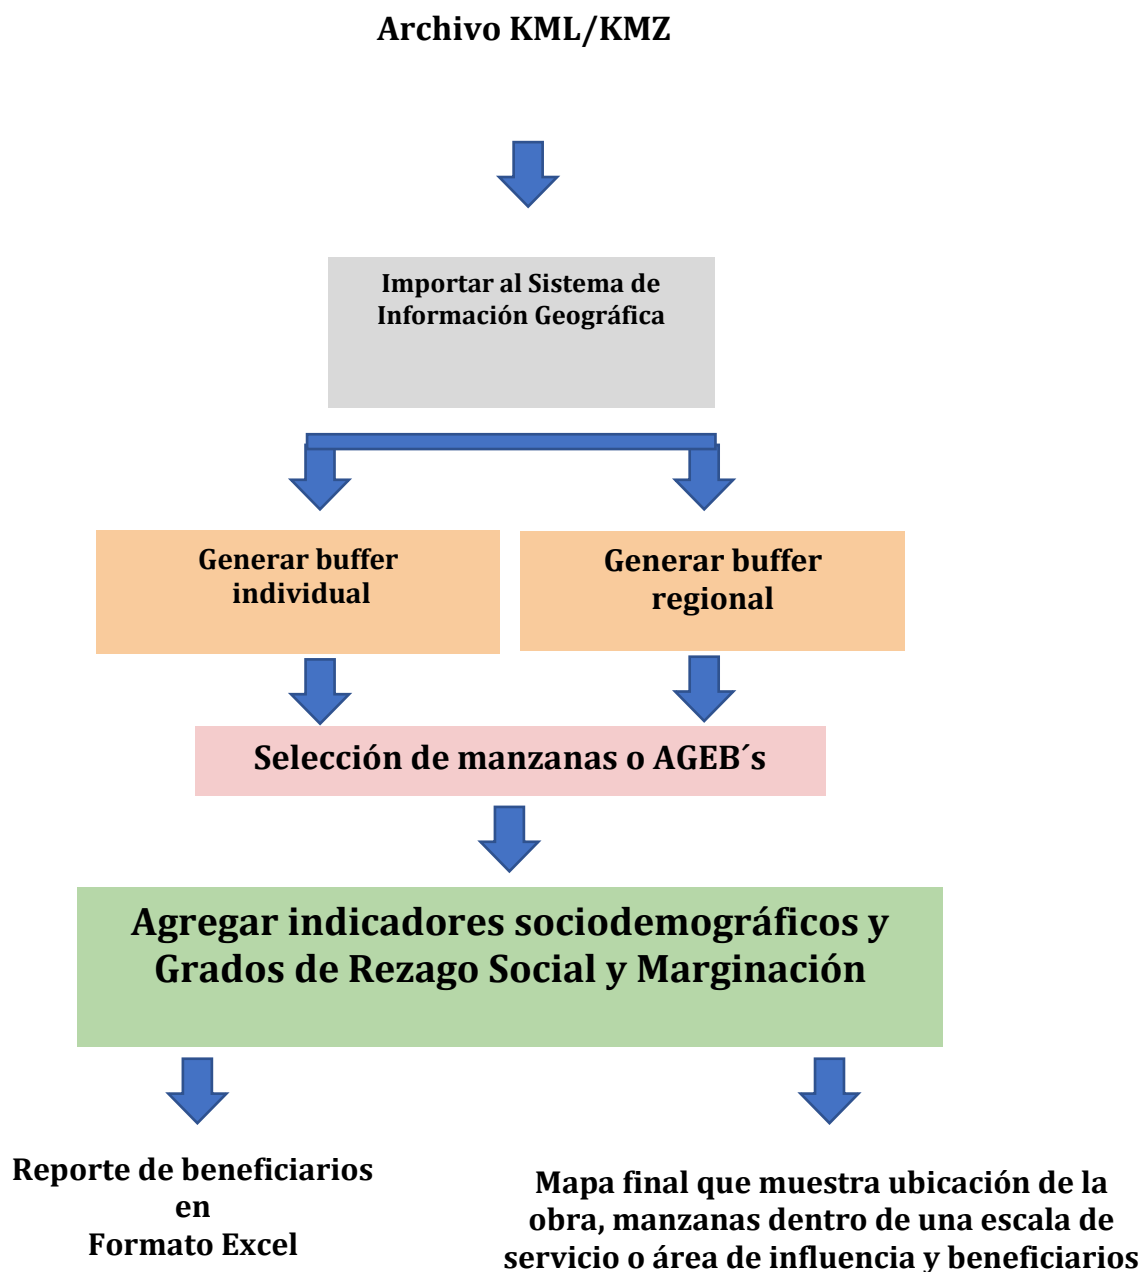 Archivo KML/KMZ
Importar al Sistema de
Información Geográfica
Generar buffer
individual
Generar buffer
regional
Selección de manzanas o AGEB´s
Agregar indicadores sociodemográficos y
Grados de Rezago Social y Marginación
Reporte de beneficiarios
en
Formato Excel
Mapa final que muestra ubicación de la
obra, manzanas dentro de una escala de
servicio o área de influencia y beneficiarios